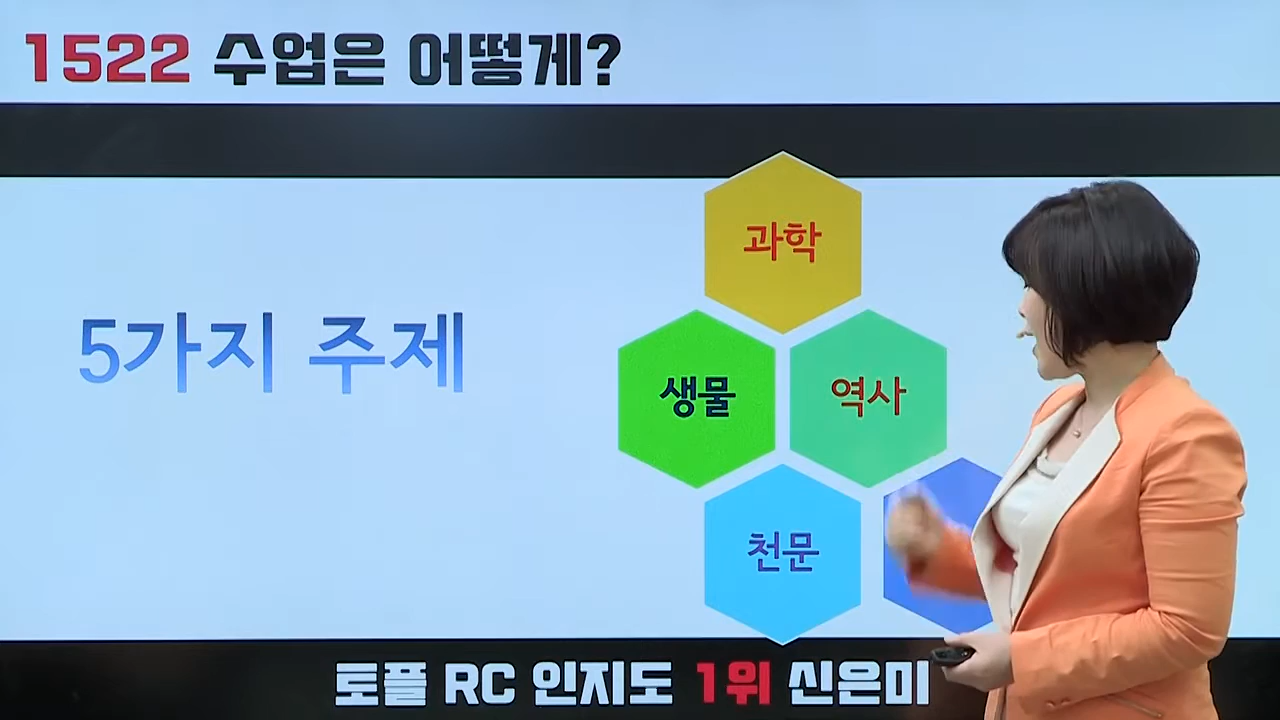 1522 수업은 어떻게?
5가지 주제
과학
생물 역사
천문
토플 RC 인지도 1위 신은미